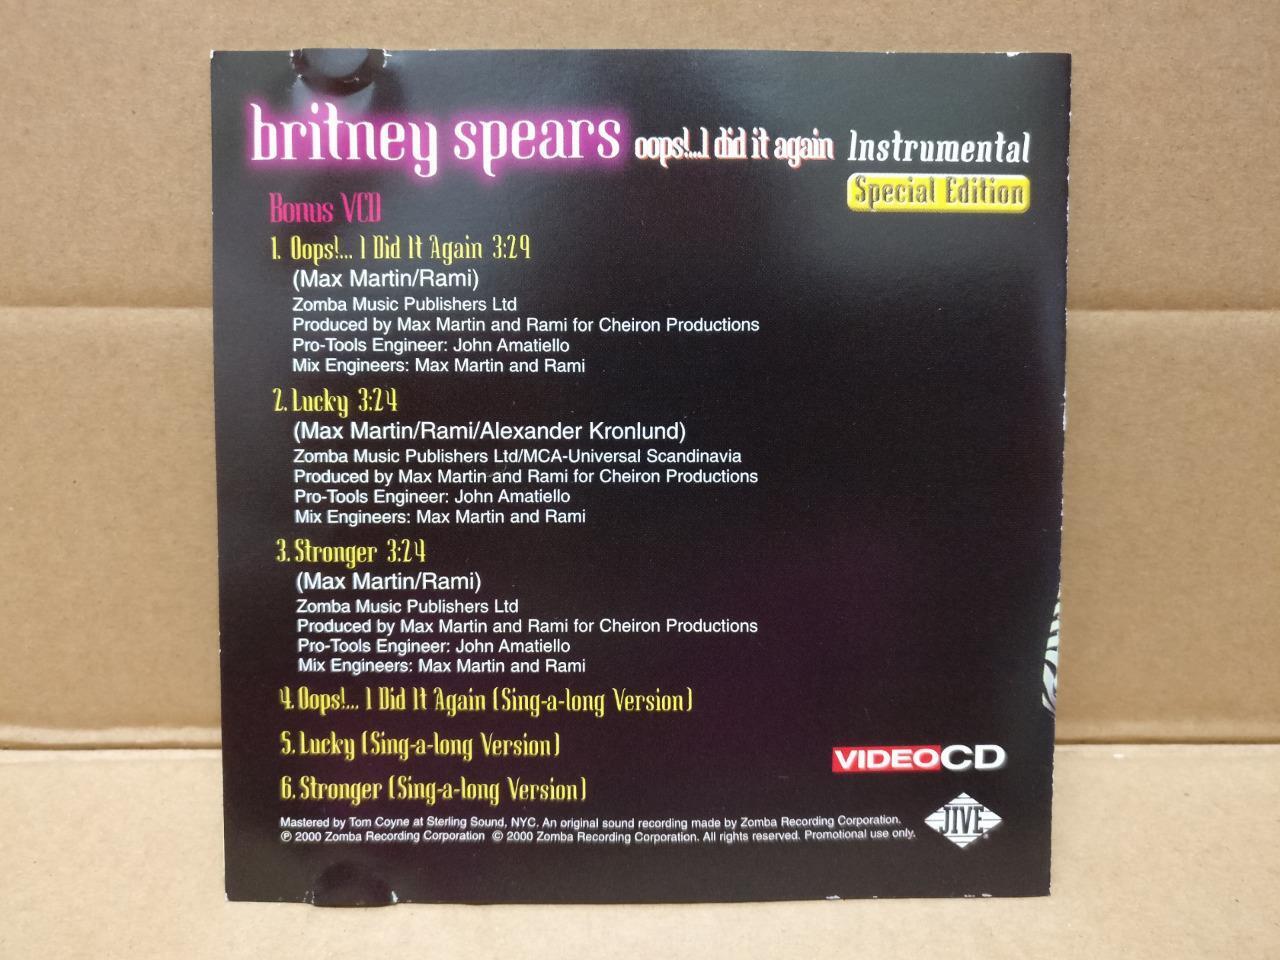 britney spears oops!...I did it again Instrumental
Special Edition
Bonus VCD
1. Oops!... I Did It Again 3:29
(Max Martin/Rami)
Zomba Music Publishers Ltd
Produced by Max Martin and Rami for Cheiron Productions
Pro-Tools Engineer: John Amatiello
Mix Engineers: Max Martin and Rami
2. Lucky 3:24
(Max Martin/Rami/Alexander Kronlund)
Zomba Music Publishers Ltd/MCA-Universal Scandinavia
Produced by Max Martin and Rami for Cheiron Productions
Pro-Tools Engineer: John Amatiello
Mix Engineers: Max Martin and Rami
3. Stronger 3:24
(Max Martin/Rami)
Zomba Music Publishers Ltd
Produced by Max Martin and Rami for Cheiron Productions
Pro-Tools Engineer: John Amatiello
Mix Engineers: Max Martin and Rami
4. Oops!... I Did It Again (Sing-a-long Version)
5. Lucky (Sing-a-long Version)
6. Stronger (Sing-a-long Version)
VIDEO CD
Mastered by Tom Coyne at Sterling Sound, NYC. An original sound recording made by Zomba Recording Corporation.
℗ 2000 Zomba Recording Corporation © 2000 Zomba Recording Corporation. All rights reserved. Promotional use only.
JIVE